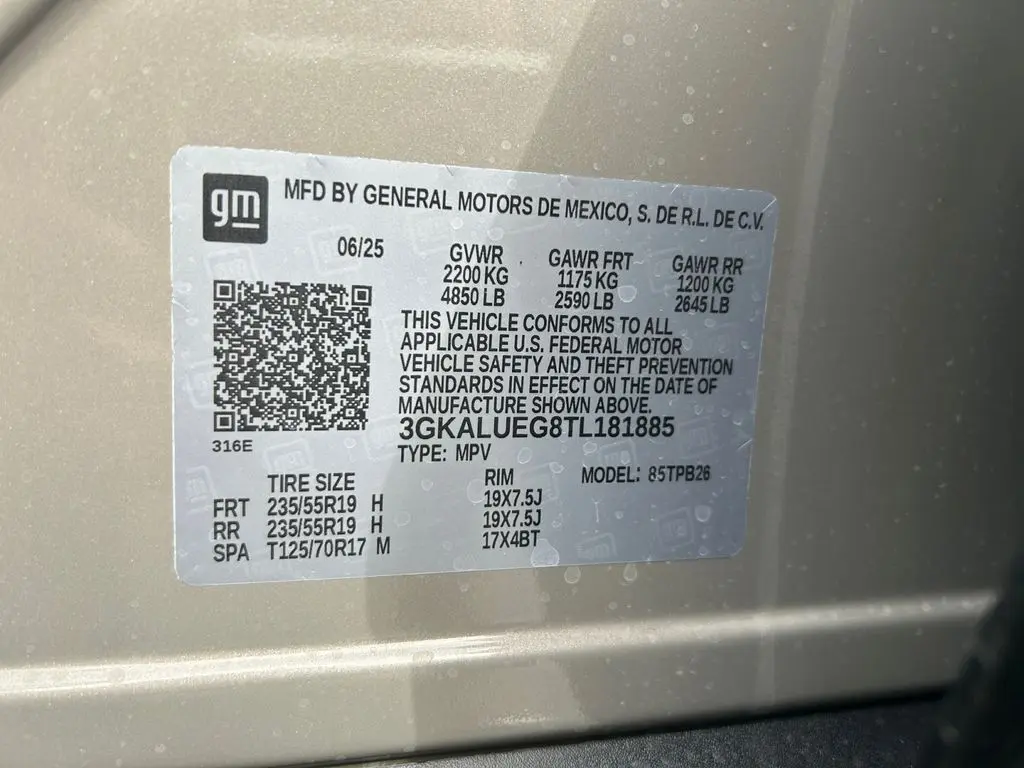 gm
MFD BY GENERAL MOTORS DE MEXICO, S. DE R.L. DE C.V.
06/25 GVWR GAWR FRT GAWR RR
2200 KG 1175 KG 1200 KG
4850 LB 2590 LB 2645 LB
THIS VEHICLE CONFORMS TO ALL
APPLICABLE U.S. FEDERAL MOTOR
VEHICLE SAFETY AND THEFT PREVENTION
STANDARDS IN EFFECT ON THE DATE OF
MANUFACTURE SHOWN ABOVE.
3GKALUEG8TL181885
316E
TYPE: MPV
TIRE SIZE RIM MODEL: 85TPB26
FRT 235/55R19 H 19X7.5J
RR 235/55R19 H 19X7.5J
SPA T125/70R17 M 17X4BT